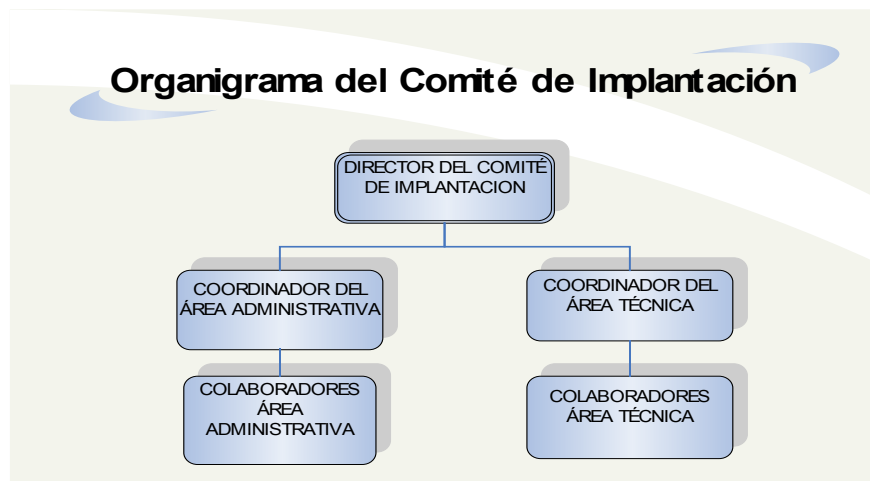 Organigrama del Comité de Implantación
DIRECTOR DEL COMITÉ
DE IMPLANTACION
COORDINADOR DEL
ÁREA ADMINISTRATIVA
COORDINADOR DEL
ÁREA TÉCNICA
COLABORADORES
ÁREA
ADMINISTRATIVA
COLABORADORES
ÁREA TÉCNICA